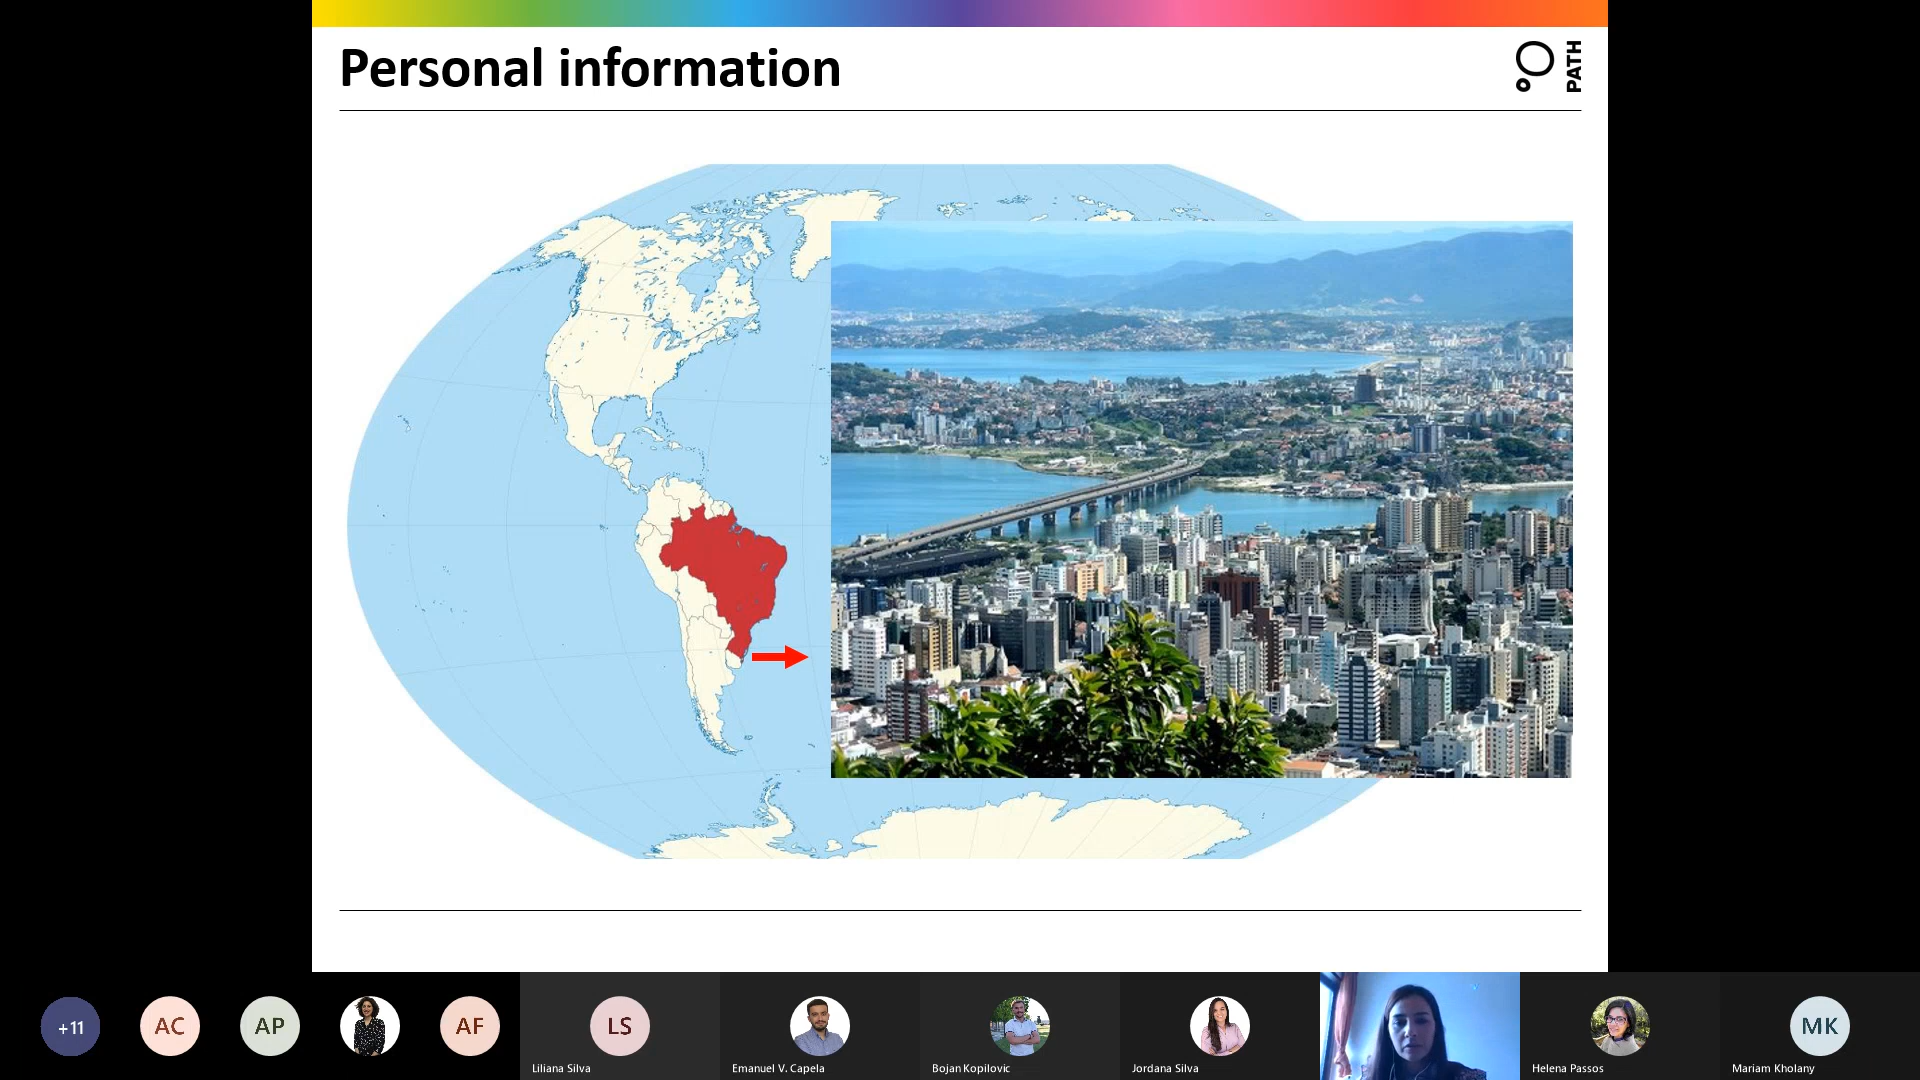 Personal information
PATH
+11
AC
AP
AF
LS
MK
Liliana Silva
Emanuel V. Capela
Bojan Kopilovic
Jordana Silva
Helena Passos
Mariam Kholany